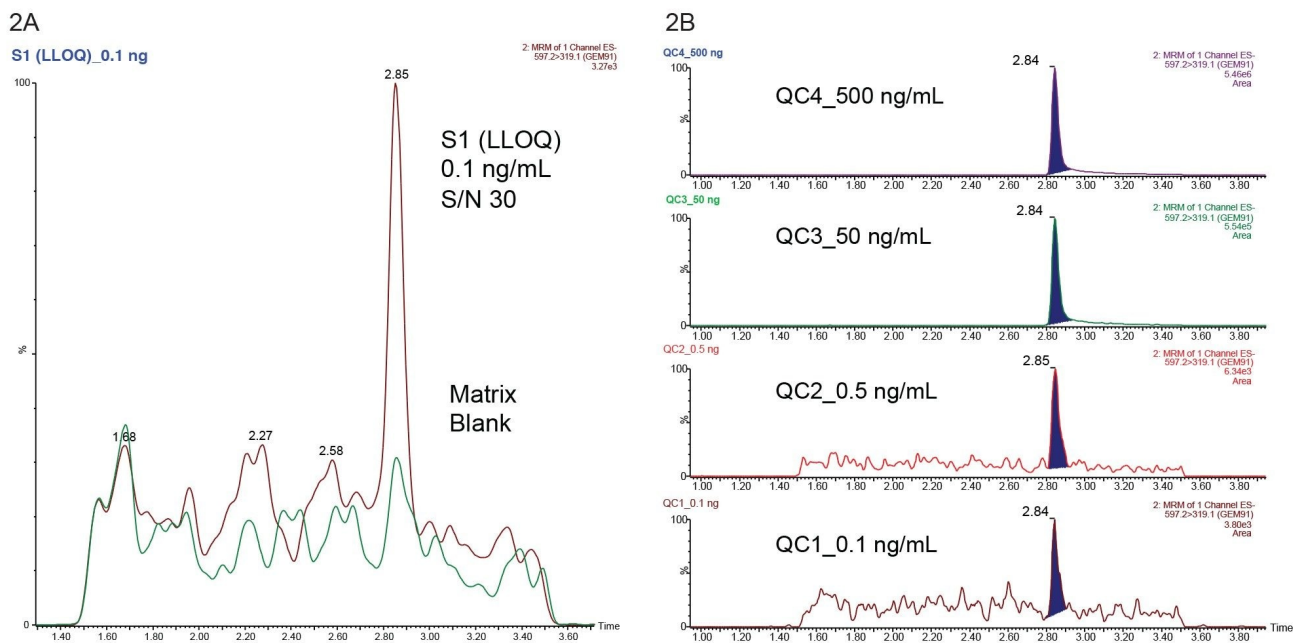 2A
S1 (LLOQ)_0.1 ng
2: MRM of 1 Channel ES-
597.2>319.1 (GEM91)
3.27e3
100
%
0
2.85
1.68
2.27
2.58
S1 (LLOQ)
0.1 ng/mL
S/N 30
Matrix
Blank
1.40 1.60 1.80 2.00 2.20 2.40 2.60 2.80 3.00 3.20 3.40 3.60 Time
2B
QC4_500 ng
2: MRM of 1 Channel ES-
597.2>319.1 (GEM91)
5.46e6
Area
100
%
0
2.84
QC4_500 ng/mL
1.00 1.20 1.40 1.60 1.80 2.00 2.20 2.40 2.60 2.80 3.00 3.20 3.40 3.60 3.80
QC3_50 ng
2: MRM of 1 Channel ES-
597.2>319.1 (GEM91)
5.54e5
Area
100
%
0
2.84
QC3_50 ng/mL
1.00 1.20 1.40 1.60 1.80 2.00 2.20 2.40 2.60 2.80 3.00 3.20 3.40 3.60 3.80
QC2_0.5 ng
2: MRM of 1 Channel ES-
597.2>319.1 (GEM91)
6.34e3
Area
100
%
0
2.85
QC2_0.5 ng/mL
1.00 1.20 1.40 1.60 1.80 2.00 2.20 2.40 2.60 2.80 3.00 3.20 3.40 3.60 3.80
QC1_0.1 ng
2: MRM of 1 Channel ES-
597.2>319.1 (GEM91)
3.80e3
Area
100
%
0
2.84
QC1_0.1 ng/mL
1.00 1.20 1.40 1.60 1.80 2.00 2.20 2.40 2.60 2.80 3.00 3.20 3.40 3.60 3.80 Time